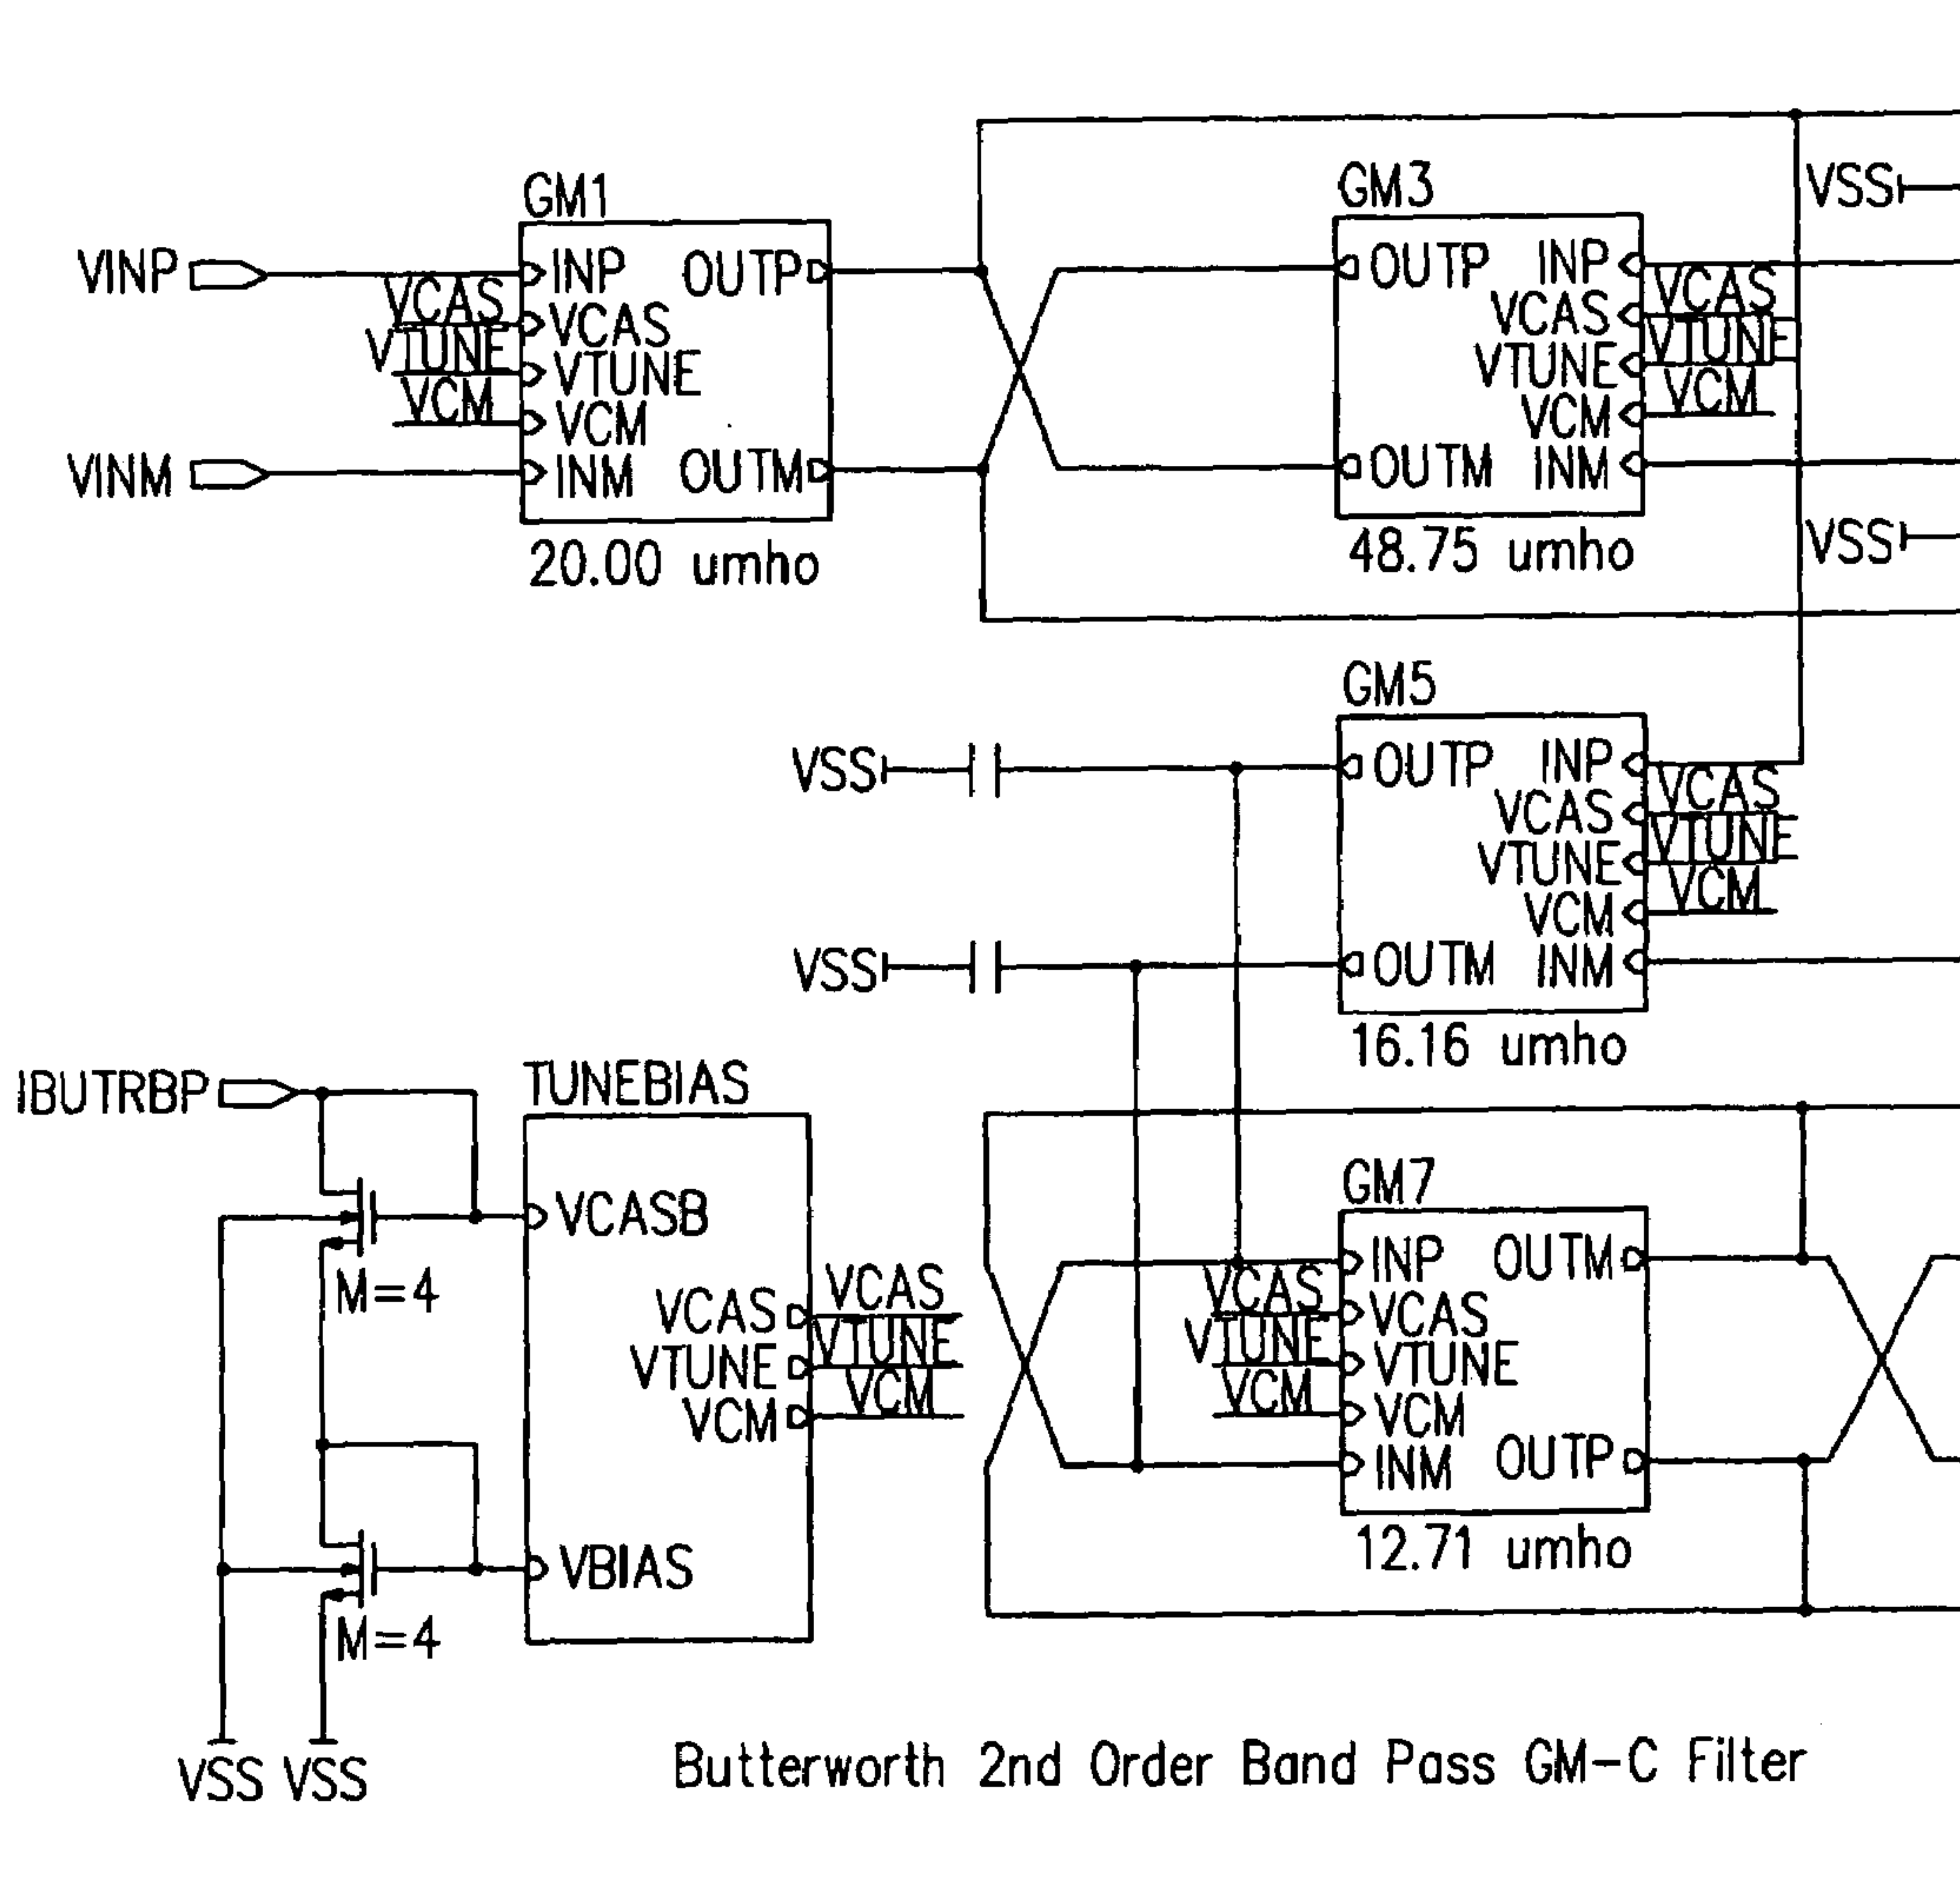 GM1
GM3
VSS
VINP
INP OUTP
OUTP INP
VCAS
VCAS
VCAS
VCAS
VTUNE
VTUNE
VTUNE
VTUNE
VCM
VCM
VCM
VCM
VINM
INM OUTM
OUTM INM
20.00 umho
48.75 umho
VSS
GM5
VSS
OUTP INP
VCAS
VCAS
VTUNE
VTUNE
VCM
VCM
VSS
OUTM INM
16.16 umho
IBUTRBP
TUNEBIAS
GM7
VCASB
INP OUTM
M=4
VCAS
VCAS
VCAS
VCAS
VTUNE
VTUNE
VTUNE
VTUNE
VCM
VCM
VCM
VCM
INM OUTP
VBIAS
12.71 umho
M=4
VSS VSS
Butterworth 2nd Order Band Pass GM-C Filter